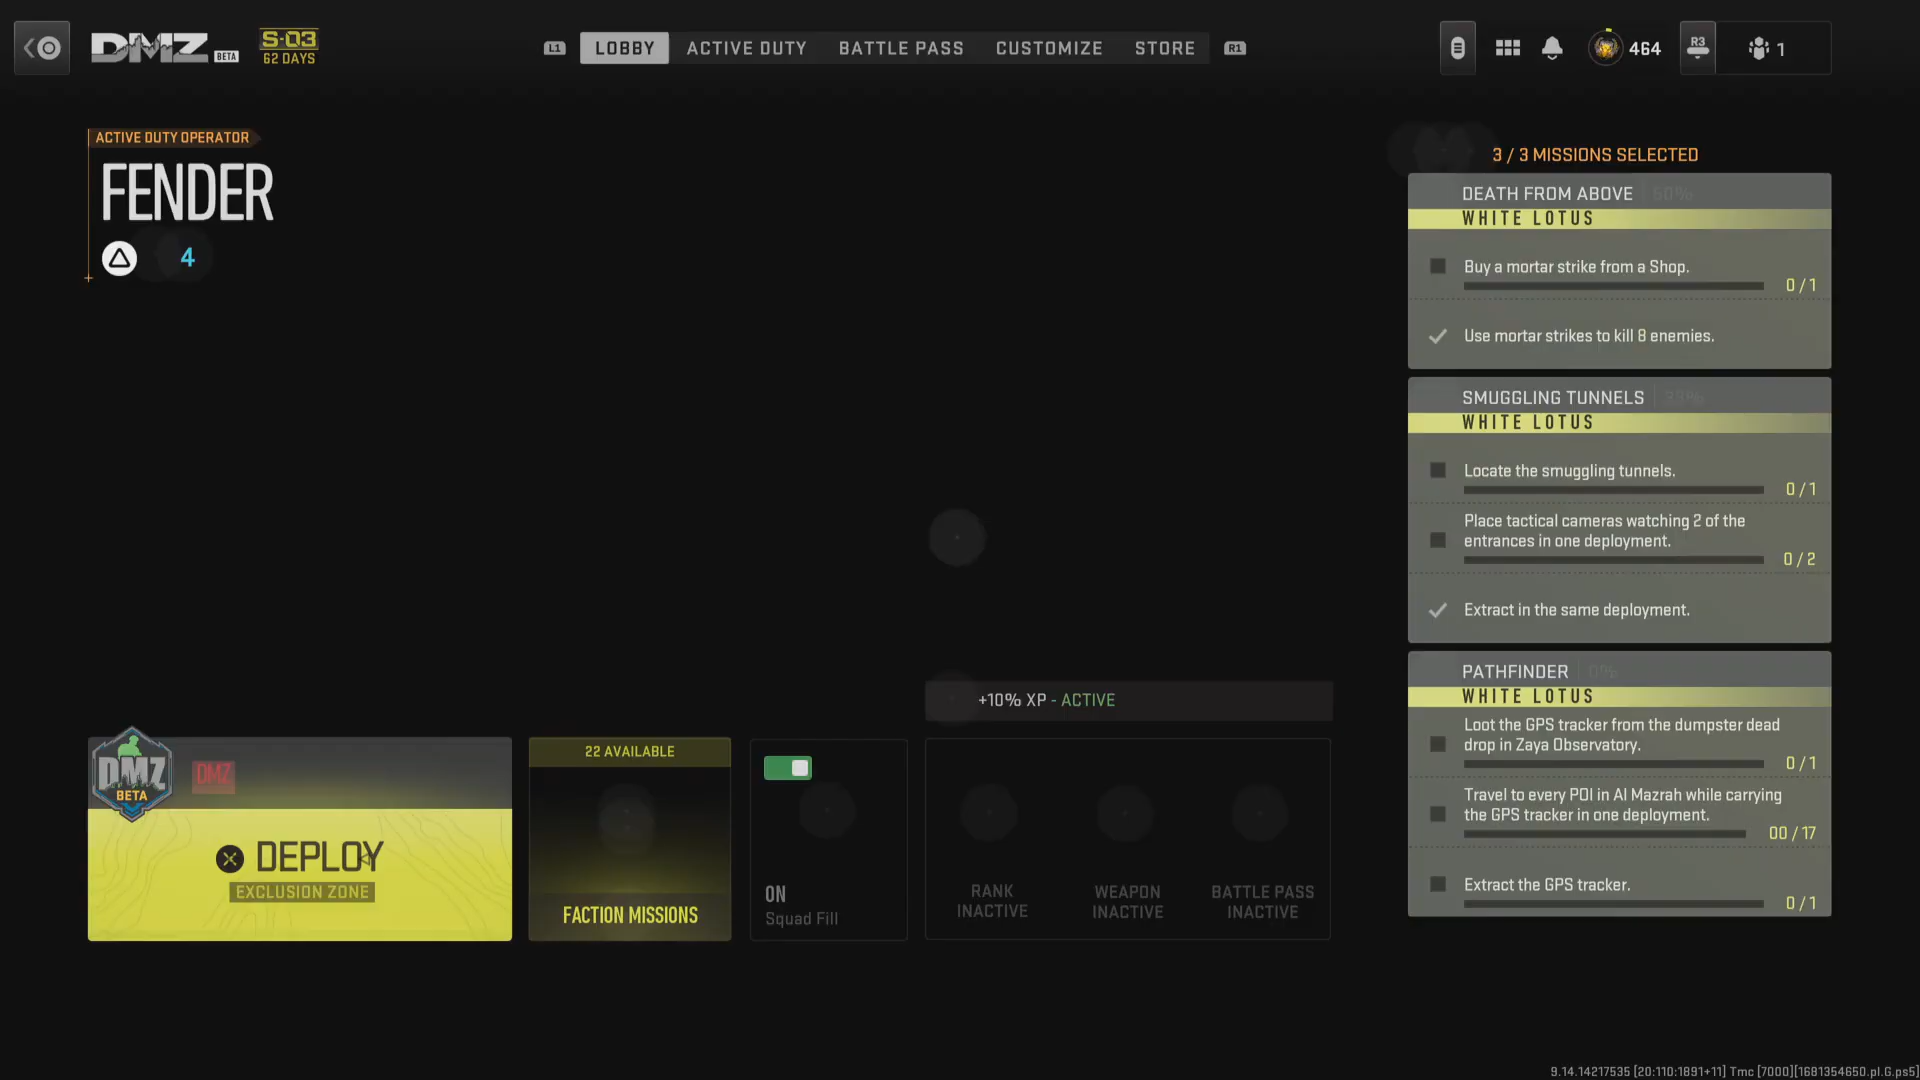 DMZ BETA
S-03
62 DAYS
L1 LOBBY ACTIVE DUTY BATTLE PASS CUSTOMIZE STORE R1
464
R3
1
ACTIVE DUTY OPERATOR
FENDER
4
3 / 3 MISSIONS SELECTED
DEATH FROM ABOVE 50%
WHITE LOTUS
Buy a mortar strike from a Shop.
0 / 1
Use mortar strikes to kill 8 enemies.
SMUGGLING TUNNELS 33%
WHITE LOTUS
Locate the smuggling tunnels.
0 / 1
Place tactical cameras watching 2 of the
entrances in one deployment.
0 / 2
Extract in the same deployment.
PATHFINDER 0%
WHITE LOTUS
Loot the GPS tracker from the dumpster dead
drop in Zaya Observatory.
0 / 1
Travel to every POI in Al Mazrah while carrying
the GPS tracker in one deployment.
00 / 17
Extract the GPS tracker.
0 / 1
+10% XP - ACTIVE
DMZ
BETA
DMZ
DEPLOY
EXCLUSION ZONE
22 AVAILABLE
FACTION MISSIONS
ON
Squad Fill
RANK
INACTIVE
WEAPON
INACTIVE
BATTLE PASS
INACTIVE
9.14.14217535 [20:110:1891+11] Tmc [7000][1681354650.pl.G.ps5]